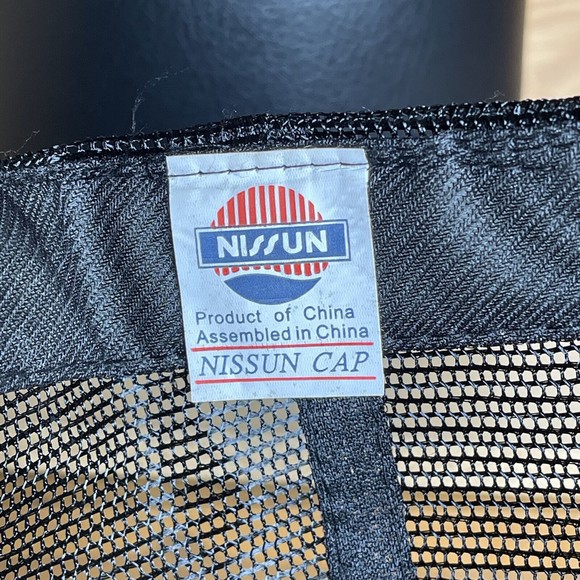 NISSUN
Product of China
Assembled in China
NISSUN CAP